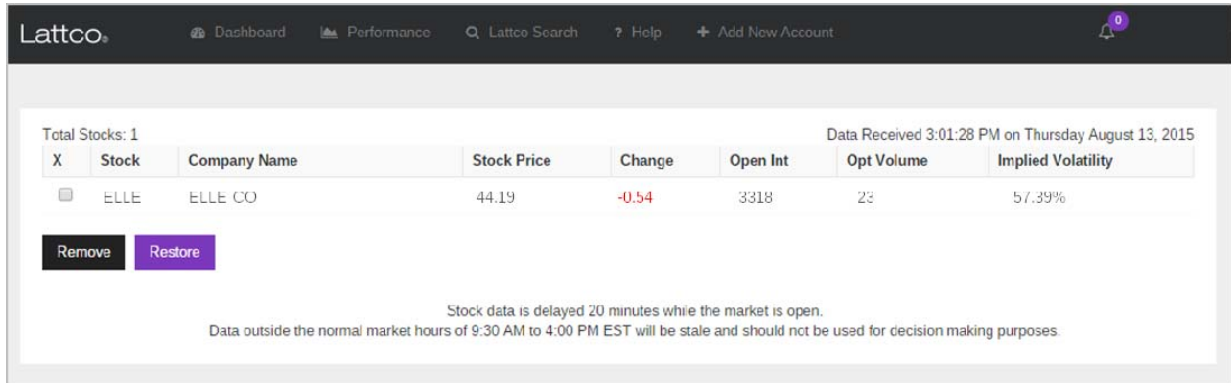 Lattco® Dashboard Performance Lattco Search ? Help + Add New Account 0
Total Stocks: 1 Data Received 3:01:28 PM on Thursday August 13, 2015
X Stock Company Name Stock Price Change Open Int Opt Volume Implied Volatility
ELLE ELLE CO 44.19 -0.54 3318 23 57.39%
Remove Restore
Stock data is delayed 20 minutes while the market is open.
Data outside the normal market hours of 9:30 AM to 4:00 PM EST will be stale and should not be used for decision making purposes.